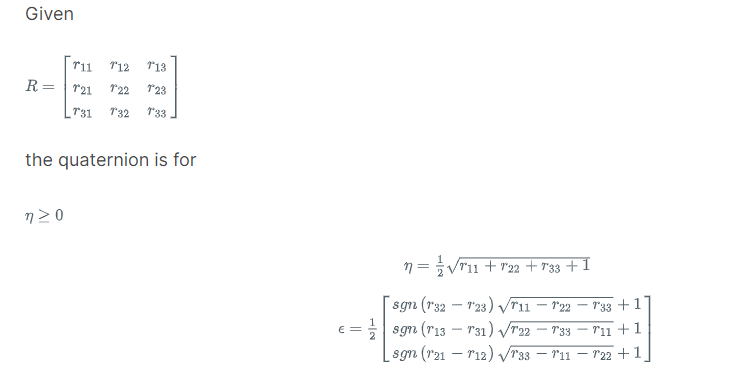 Given
R = [ r11 r12 r13
r21 r22 r23
r31 r32 r33 ]
the quaternion is for
η ≥ 0
η = 1/2 √(r11 + r22 + r33 + 1)
ϵ = 1/2 [ sgn (r32 − r23) √(r11 − r22 − r33 + 1)
sgn (r13 − r31) √(r22 − r33 − r11 + 1)
sgn (r21 − r12) √(r33 − r11 − r22 + 1) ]